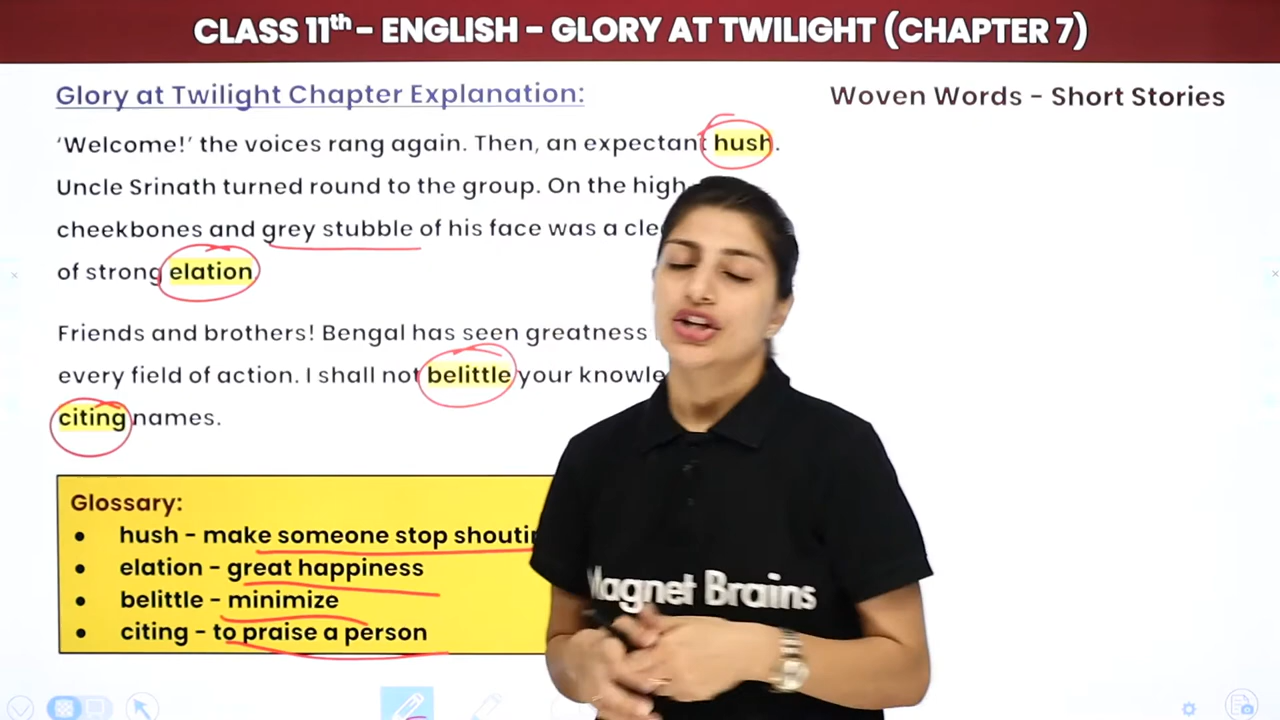 CLASS 11th - ENGLISH - GLORY AT TWILIGHT (CHAPTER 7)
Glory at Twilight Chapter Explanation:
Woven Words - Short Stories
‘Welcome!’ the voices rang again. Then, an expectant hush.
Uncle Srinath turned round to the group. On the high
cheekbones and grey stubble of his face was a
of strong elation
Friends and brothers! Bengal has seen greatness
every field of action. I shall not belittle your
citing names.
Glossary:
• hush - make someone stop
• elation - great happiness
• belittle - minimize
• citing - to praise a person
Magnet Brains